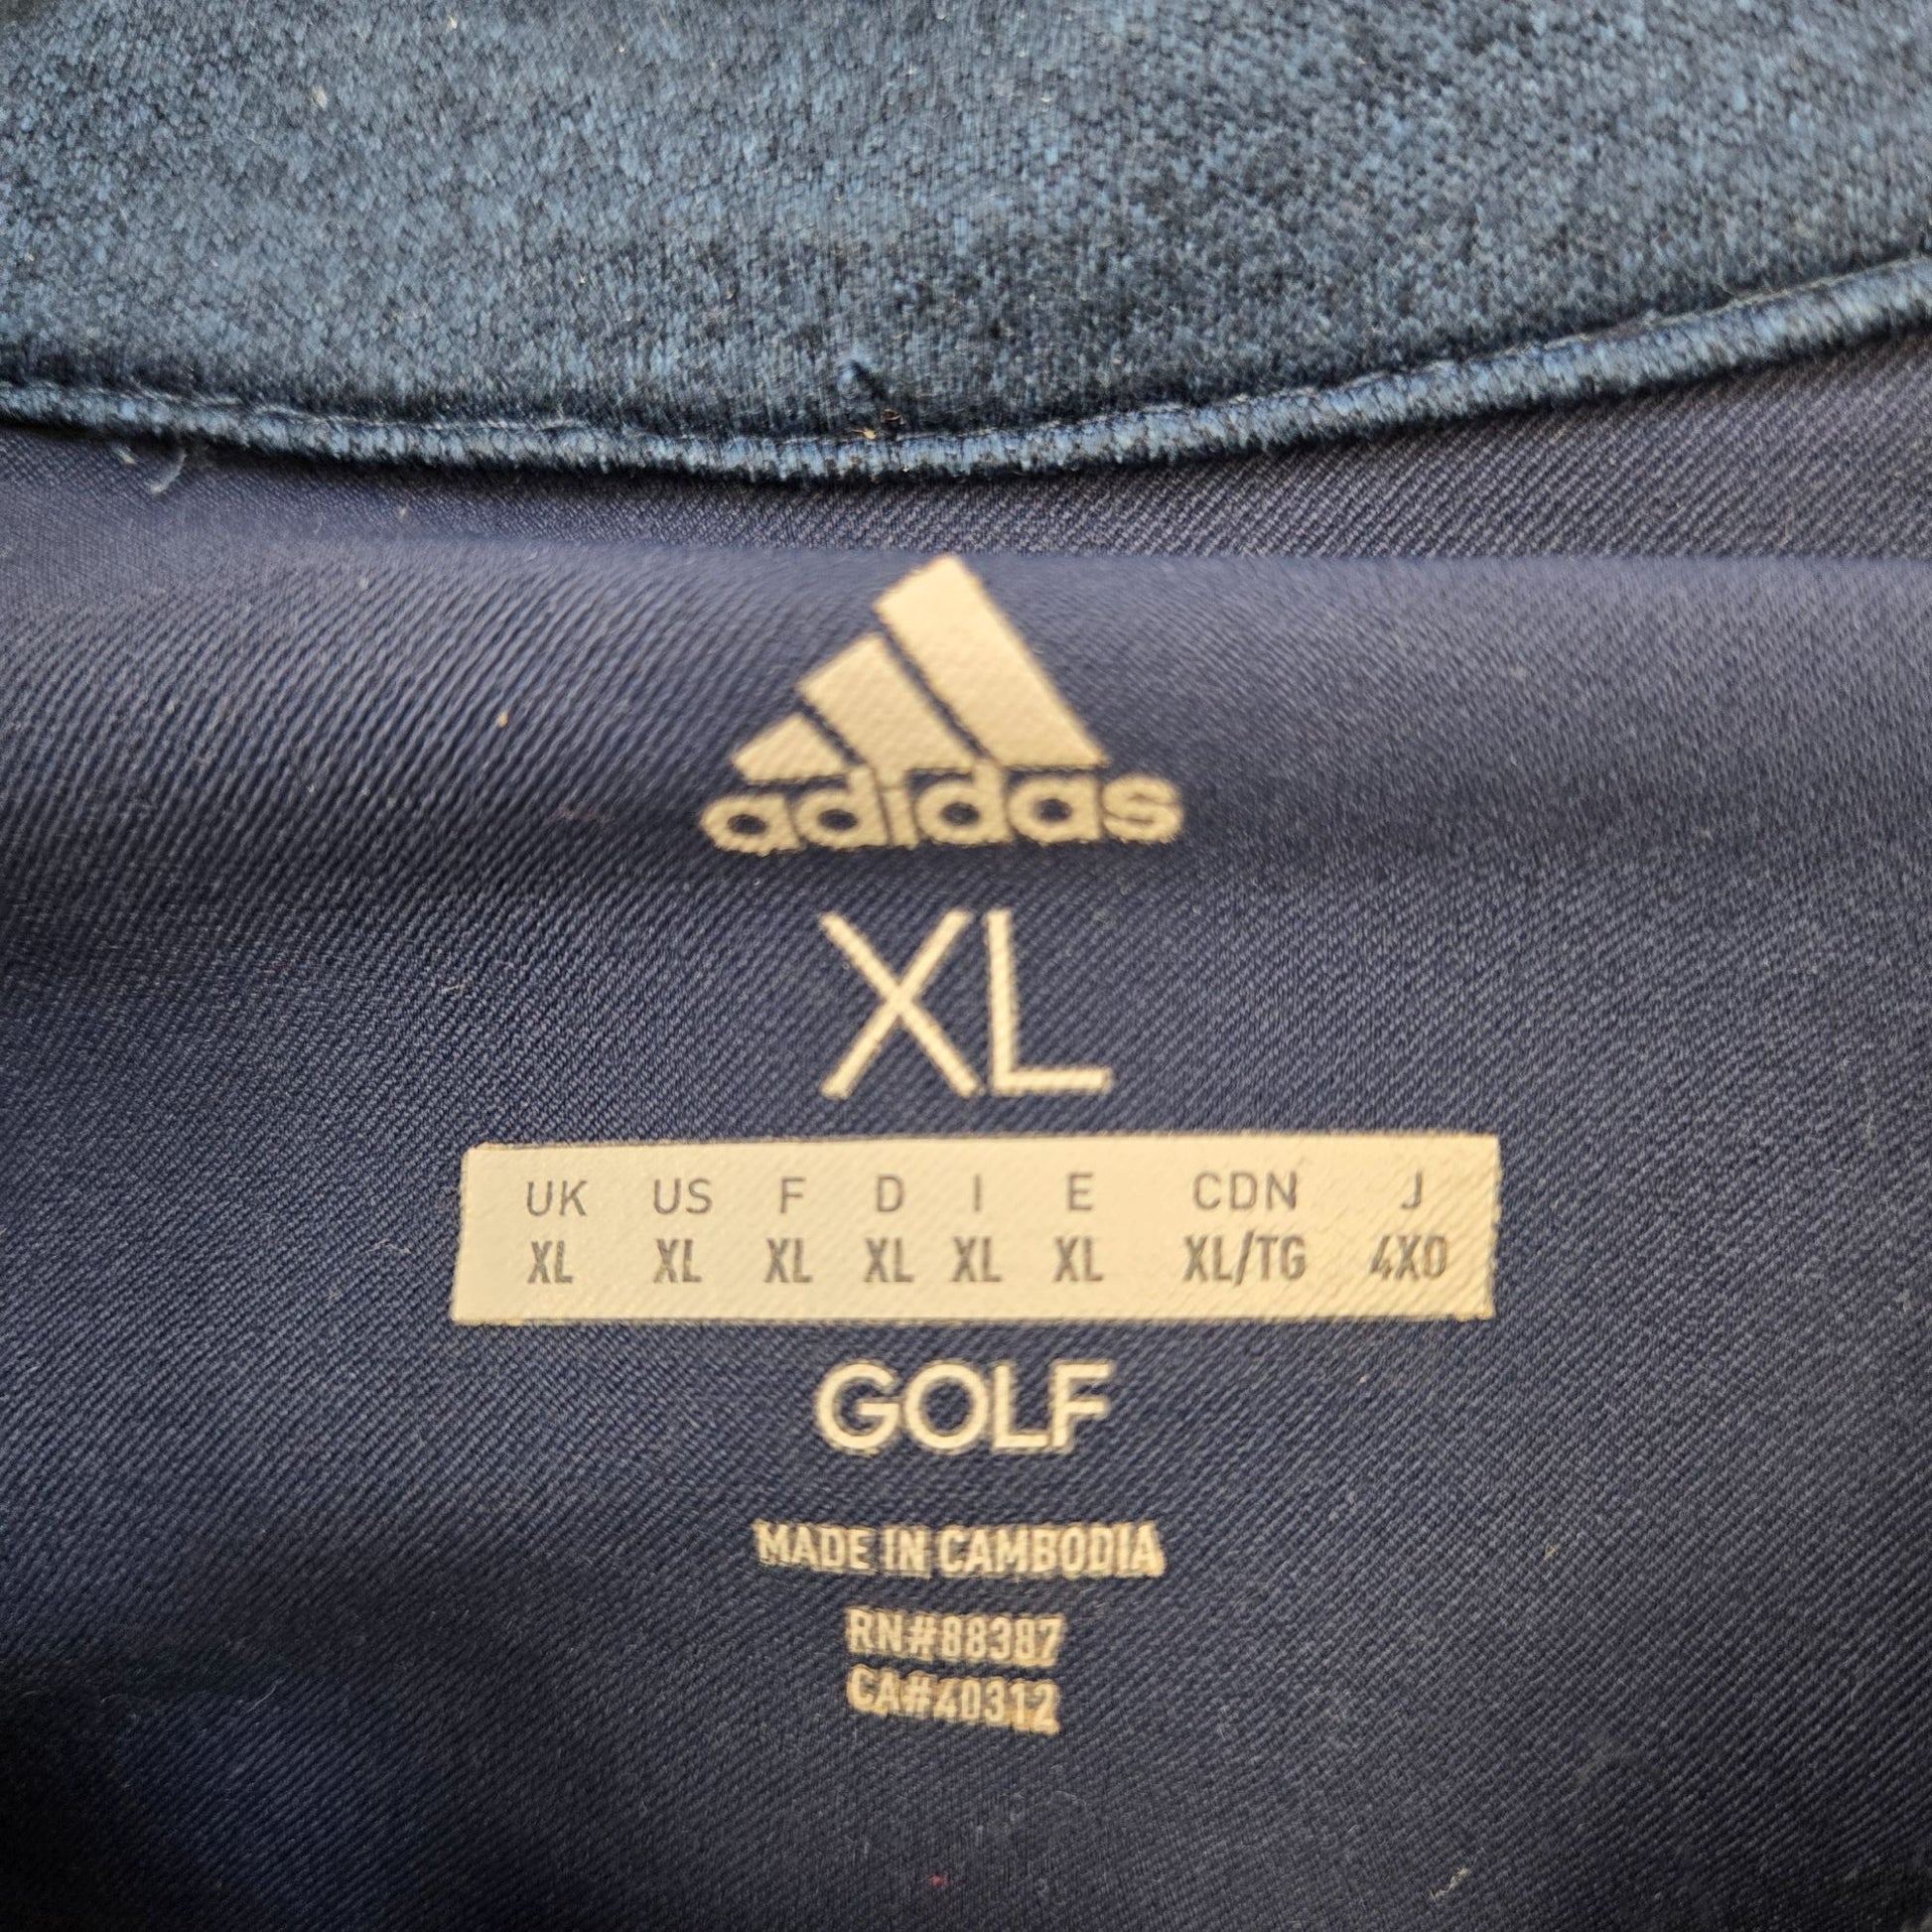 adidas
XL
UK US F D I E CDN J
XL XL XL XL XL XL XL/TG 4XO
GOLF
MADE IN CAMBODIA
RN#88387
CA#40312